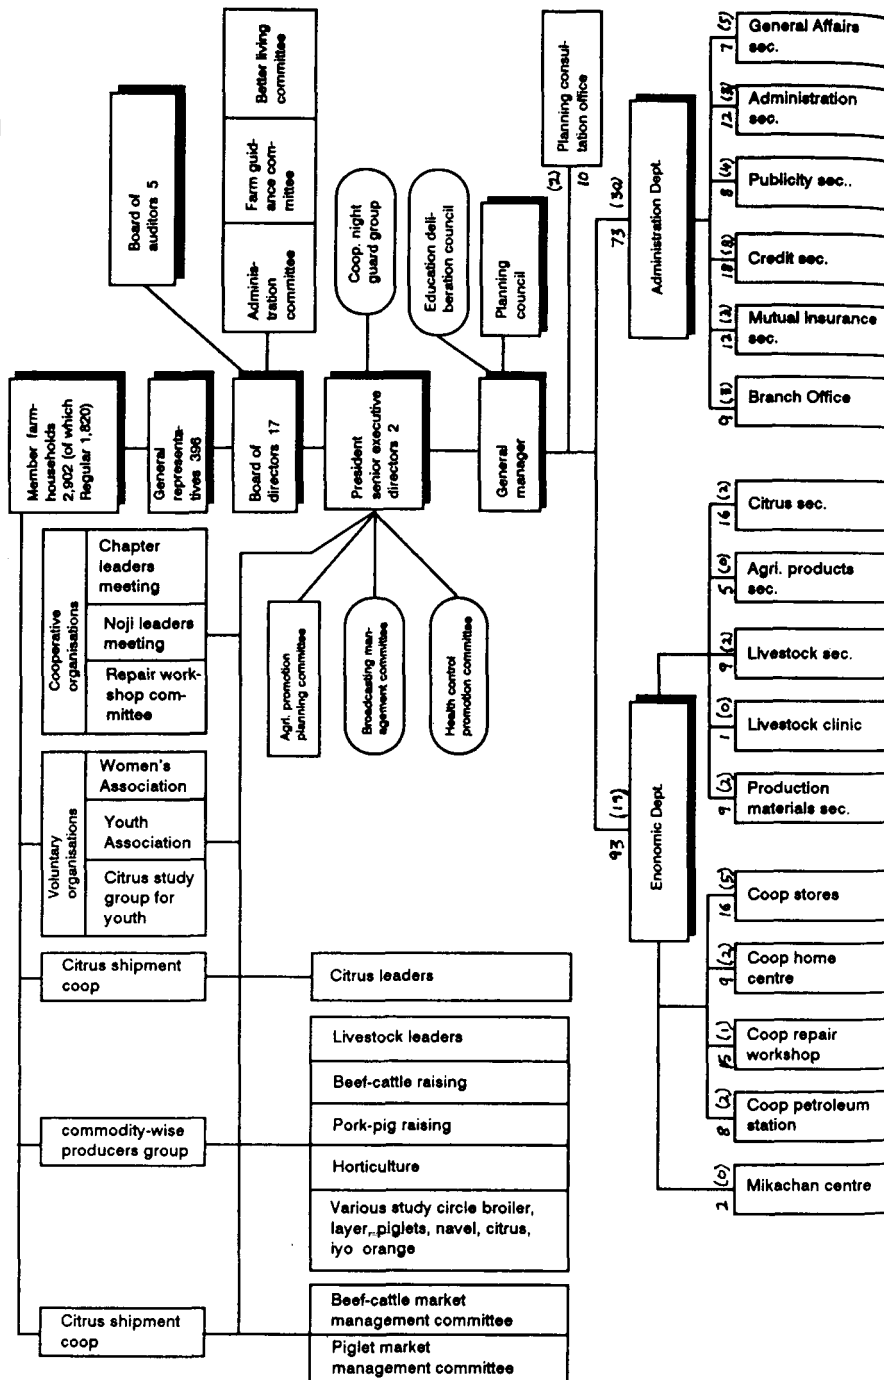 Board of
auditors 5
Better living
committee
Farm guid-
ance com-
mittee
Adminis-
tration
committee
Member farm-
households
2,902 (of which
Regular 1,820)
General
representa-
tives 396
Board of
directors 17
President
senior executive
directors 2
General
manager
Coop. night
guard group
Education deli-
beration council
Planning
council
Planning consul-
tation office
(2)
10
Cooperative
organisations
Chapter
leaders
meeting
Noji leaders
meeting
Repair work-
shop com-
mittee
Voluntary
organisations
Women's
Association
Youth
Association
Citrus study
group for
youth
Agri. promotion
planning committee
Broadcasting man-
agement committee
Health control
promotion committee
Citrus shipment
coop
Citrus leaders
commodity-wise
producers group
Livestock leaders
Beef-cattle raising
Pork-pig raising
Horticulture
Various study circle broiler,
layer, piglets, navel, citrus,
iyo orange
Citrus shipment
coop
Beef-cattle market
management committee
Piglet market
management committee
73 (30)
Administration Dept.
7 (5)
General Affairs
sec.
12
Administration
sec.
8 (4)
Publicity sec..
18 (8)
Credit sec.
12 (2)
Mutual insurance
sec.
9 (3)
Branch Office
93 (19)
Enonomic Dept.
16 (2)
Citrus sec.
5 (0)
Agri. products
sec.
9 (2)
Livestock sec.
1 (0)
Livestock clinic
9 (2)
Production
materials sec.
16 (5)
Coop stores
9 (2)
Coop home
centre
15 (1)
Coop repair
workshop
8 (2)
Coop petroleum
station
2 (0)
Mikachan centre